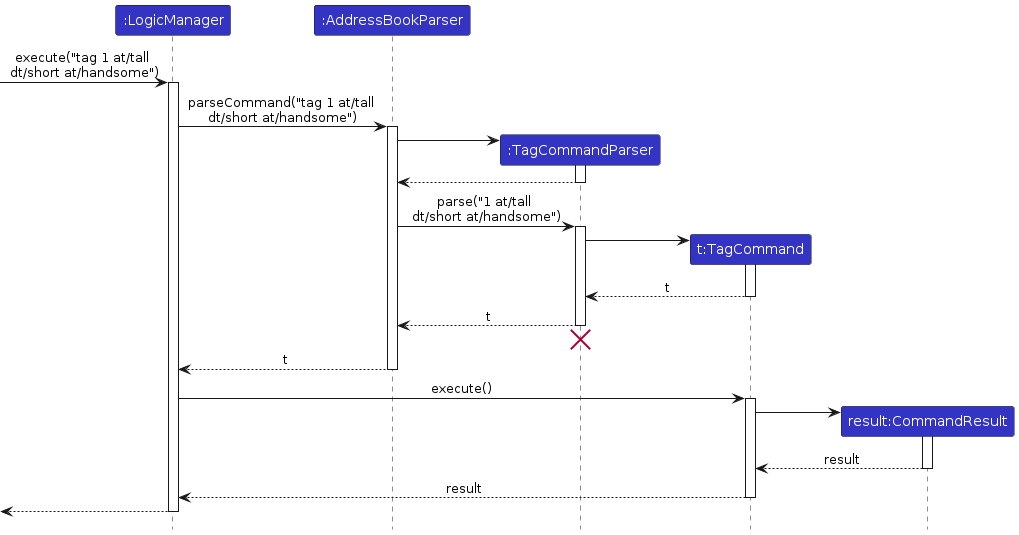 :LogicManager
:AddressBookParser
execute("tag 1 at/tall
dt/short at/handsome")
parseCommand("tag 1 at/tall
dt/short at/handsome")
:TagCommandParser
parse("1 at/tall
dt/short at/handsome")
t:TagCommand
t
t
t
execute()
result:CommandResult
result
result